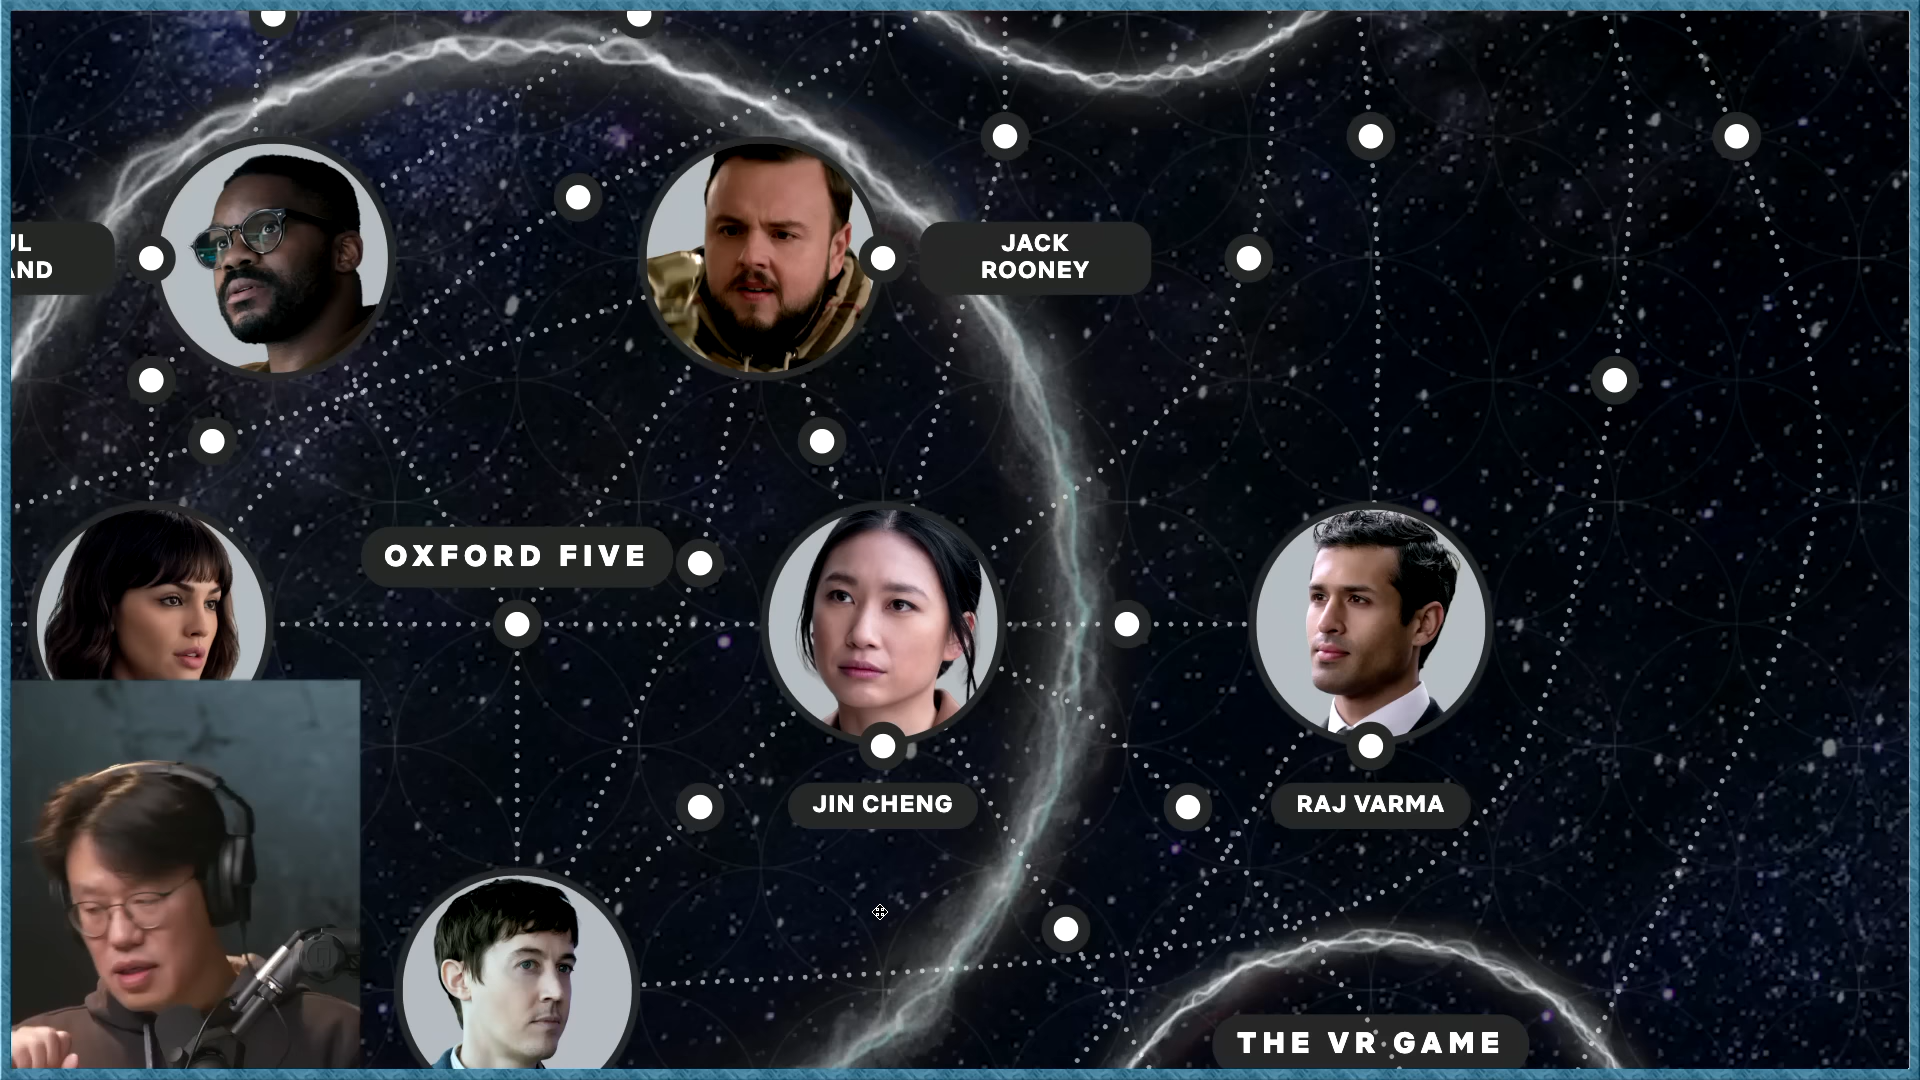 JACK
ROONEY
OXFORD FIVE
JIN CHENG
RAJ VARMA
THE VR GAME